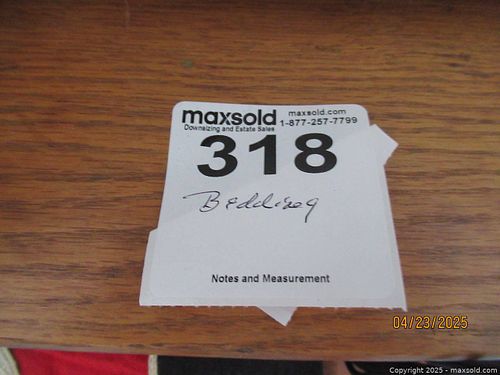 maxsold maxsold.com
Downsizing and Estate Sales 1-877-257-7799
318
Bedding
Notes and Measurement
04/23/2025
Copyright 2025 - maxsold.com